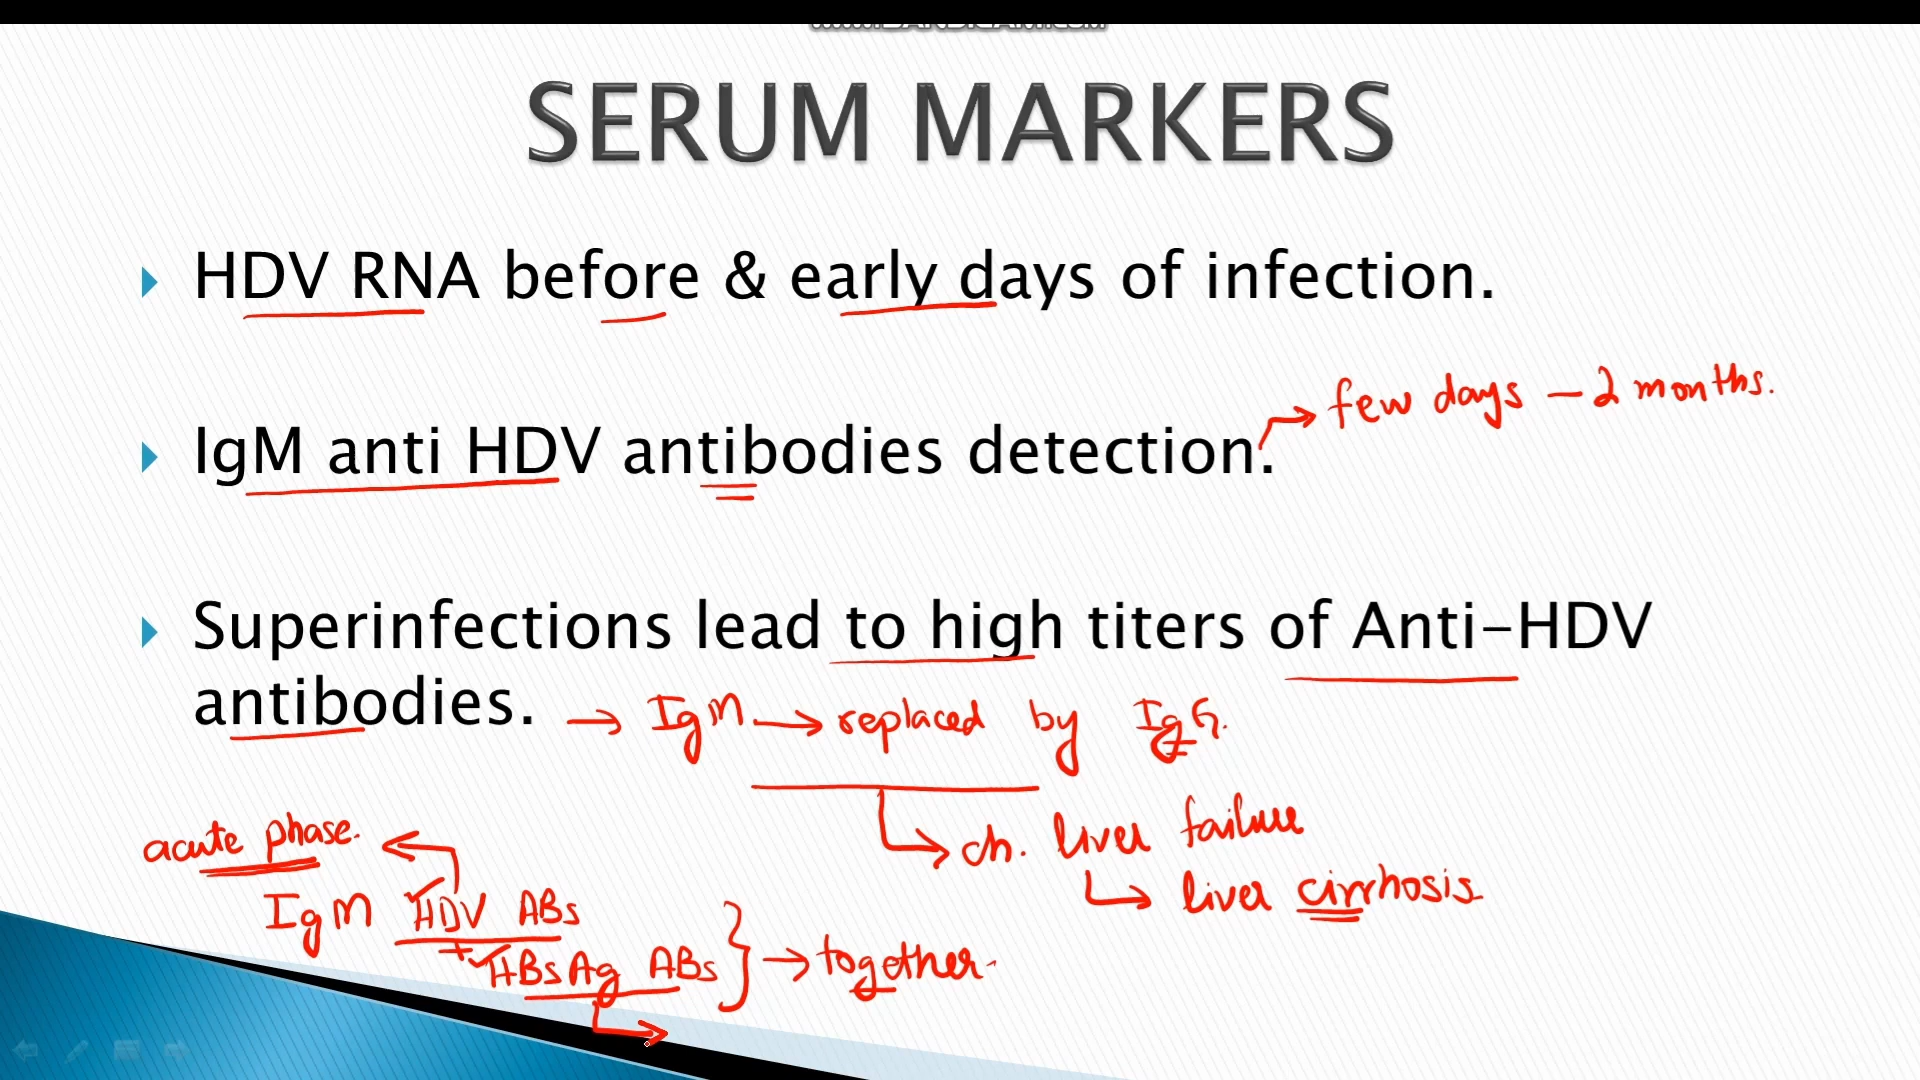 SERUM MARKERS
HDV RNA before & early days of infection.
few days – 2 months.
IgM anti HDV antibodies detection.
Superinfections lead to high titers of Anti-HDV
antibodies. → IgM → replaced by IgG.
ch. liver failure
liver cirrhosis
acute phase.
IgM HDV ABs
+ HBsAg ABs } → together.